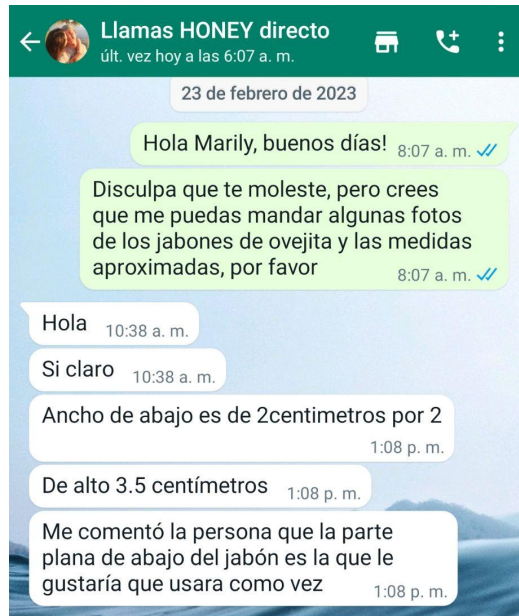 Llamas HONEY directo
últ. vez hoy a las 6:07 a. m.
23 de febrero de 2023
Hola Marily, buenos días! 8:07 a. m.
Disculpa que te moleste, pero crees
que me puedas mandar algunas fotos
de los jabones de ovejita y las medidas
aproximadas, por favor 8:07 a. m.
Hola 10:38 a. m.
Si claro 10:38 a. m.
Ancho de abajo es de 2centimetros por 2
1:08 p. m.
De alto 3.5 centímetros 1:08 p. m.
Me comentó la persona que la parte
plana de abajo del jabón es la que le
gustaría que usara como vez 1:08 p. m.